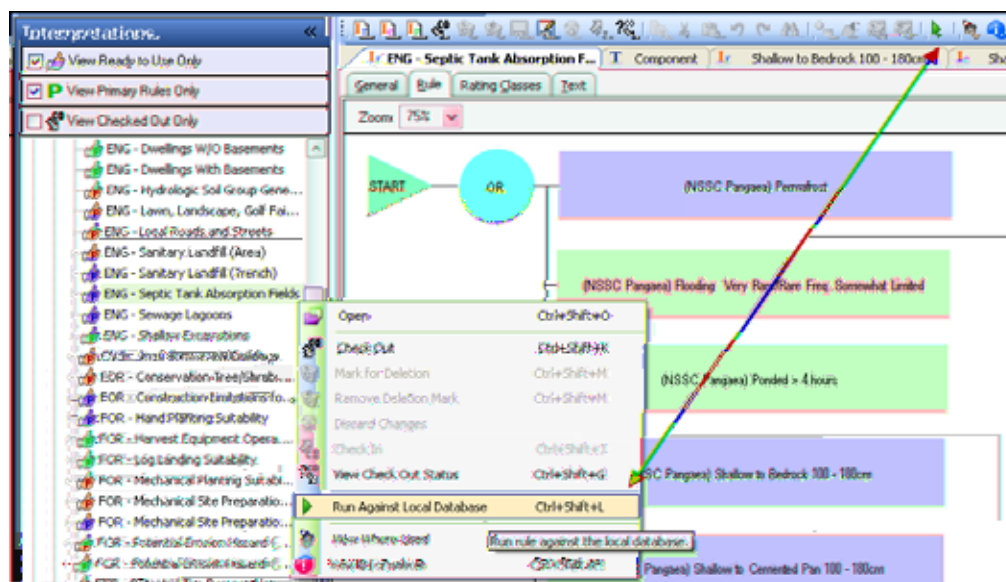 Interpretations
View Ready to Use Only
View Primary Rules Only
View Checked Out Only
ENG - Dwellings W/O Basements
ENG - Dwellings With Basements
ENG - Hydrologic Soil Group Gene...
ENG - Lawn, Landscape, Golf Fai...
ENG - Local Roads and Streets
ENG - Sanitary Landfill (Area)
ENG - Sanitary Landfill (Trench)
ENG - Septic Tank Absorption Fields
ENG - Sewage Lagoons
ENG - Shallow Excavations
FOR - Hand Planting Suitability
FOR - Harvest Equipment Opera...
FOR - Log Landing Suitability
FOR - Mechanical Planting Suitabi...
FOR - Mechanical Site Preparatio...
FOR - Mechanical Site Preparatio...
FOR - Potential Erosion Hazard (...
ENG - Septic Tank Absorption F...
Component
Shallow to Bedrock 100 - 180cm
Sha
General Rule Rating Classes Text
Zoom: 75%
START
OR
(NSSC Pangaea) Permafrost
(NSSC Pangaea) Flooding Very Rare/Rare Freq. Somewhat Limited
(NSSC Pangaea) Ponded > 4 hours
NSSC Pangaea) Shallow to Bedrock 100 - 180cm
Pangaea) Shallow to Cemented Pan 100 - 180cm
Open Ctrl+Shift+O
Check Out
Mark for Deletion Ctrl+Shift+M
Remove Deletion Mark Ctrl+Shift+M
Discard Changes
Check In Ctrl+Shift+I
View Check Out Status Ctrl+Shift+G
Run Against Local Database Ctrl+Shift+L
View Where Used
Run rule against the local database.